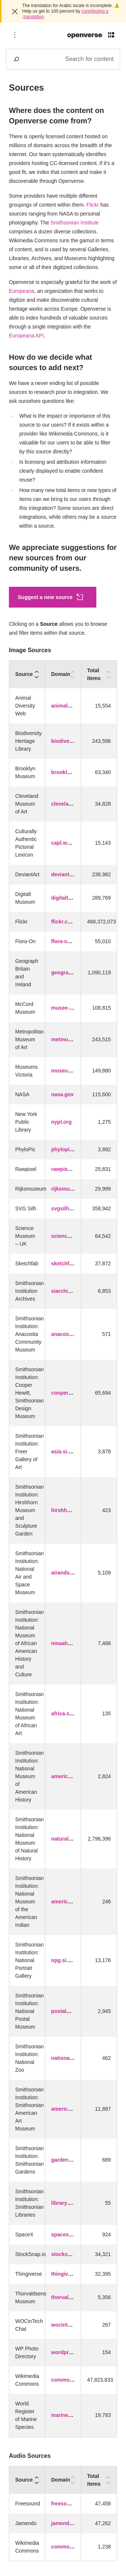 The translation for Arabic locale is incomplete.
Help us get to 100 percent by contributing a
translation
openverse
Search for content
Sources
Where does the content on
Openverse come from?
There is openly licensed content hosted on
millions of domains across the breadth of the
internet. Our team systematically identifies
providers hosting CC-licensed content. If it's a
good fit, we index that content and make it
discoverable through Openverse.
Some providers have multiple different
groupings of content within them. Flickr has
sources ranging from NASA to personal
photography. The Smithsonian Institute
comprises a dozen diverse collections.
Wikimedia Commons runs the gamut in terms
of content, and is used by several Galleries,
Libraries, Archives, and Museums highlighting
some or all of their digitized collections.
Openverse is especially grateful for the work of
Europeana, an organization that works to
digitize and make discoverable cultural
heritage works across Europe. Openverse is
able to index hundreds of valuable sources
through a single integration with the
Europeana API.
How do we decide what
sources to add next?
We have a never ending list of possible
sources to research prior to integration. We
ask ourselves questions like:
What is the impact or importance of this
source to our users? If it exists within a
provider like Wikimedia Commons, is it
valuable for our users to be able to filter
by this source directly?
Is licensing and attribution information
clearly displayed to enable confident
reuse?
How many new total items or new types of
items can we bring to our users through
this integration? Some sources are direct
integrations, while others may be a source
within a source.
We appreciate suggestions for
new sources from our
community of users.
Suggest a new source
Clicking on a Source allows you to browse
and filter items within that source.
Image Sources
Source Domain Total items
Animal Diversity Web animal... 15,554
Biodiversity Heritage Library biodive... 243,596
Brooklyn Museum brookl... 63,340
Cleveland Museum of Art clevela... 34,828
Culturally Authentic Pictorial Lexicon capl.w... 15,143
DeviantArt deviant... 238,982
Digitalt Museum digitalt... 289,769
Flickr flickr.c... 468,372,073
Flora-On flora-o... 55,010
Geograph Britain and Ireland geogra... 1,090,119
McCord Museum musee-... 108,815
Metropolitan Museum of Art metmu... 243,515
Museums Victoria museu... 149,880
NASA nasa.gov 115,600
New York Public Library nypl.org 1,275
PhyloPic phylopi... 3,892
Rawpixel rawpix... 25,831
Rijksmuseum rijksmu... 29,999
SVG Silh svgsilh... 358,942
Science Museum – UK scienc... 64,542
Sketchfab sketchf... 37,872
Smithsonian Institution Archives siarchi... 6,853
Smithsonian Institution: Anacostia Community Museum anacos... 571
Smithsonian Institution: Cooper Hewitt, Smithsonian Design Museum cooper... 65,694
Smithsonian Institution: Freer Gallery of Art asia.si.... 3,878
Smithsonian Institution: Hirshhorn Museum and Sculpture Garden hirshh... 423
Smithsonian Institution: National Air and Space Museum airands... 5,109
Smithsonian Institution: National Museum of African American History and Culture nmaah... 7,488
Smithsonian Institution: National Museum of African Art africa.s... 135
Smithsonian Institution: National Museum of American History americ... 2,824
Smithsonian Institution: National Museum of Natural History natural... 2,796,396
Smithsonian Institution: National Museum of the American Indian americ... 246
Smithsonian Institution: National Portrait Gallery npg.si.... 13,176
Smithsonian Institution: National Postal Museum postal... 2,945
Smithsonian Institution: National Zoo nationa... 462
Smithsonian Institution: Smithsonian American Art Museum americ... 11,867
Smithsonian Institution: Smithsonian Gardens garden... 689
Smithsonian Institution: Smithsonian Libraries library.... 55
SpaceX spacex... 924
StockSnap.io stocks... 34,321
Thingiverse thingiv... 32,395
Thorvaldsens Museum thorval... 5,356
WOCinTech Chat wocint... 267
WP Photo Directory wordpr... 154
Wikimedia Commons commo... 47,823,833
World Register of Marine Species marine... 19,783
Audio Sources
Source Domain Total items
Freesound freeso... 47,458
Jamendo jamend... 47,262
Wikimedia Commons commo... 1,238